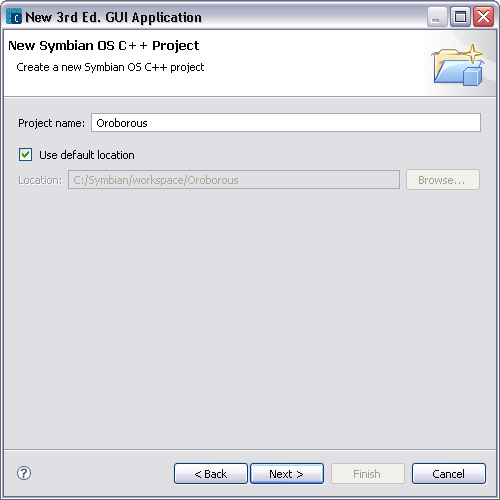 New 3rd Ed. GUI Application
New Symbian OS C++ Project
Create a new Symbian OS C++ project
Project name: Oroborous
Use default location
Location: C:/Symbian/workspace/Oroborous Browse...
? < Back Next > Finish Cancel